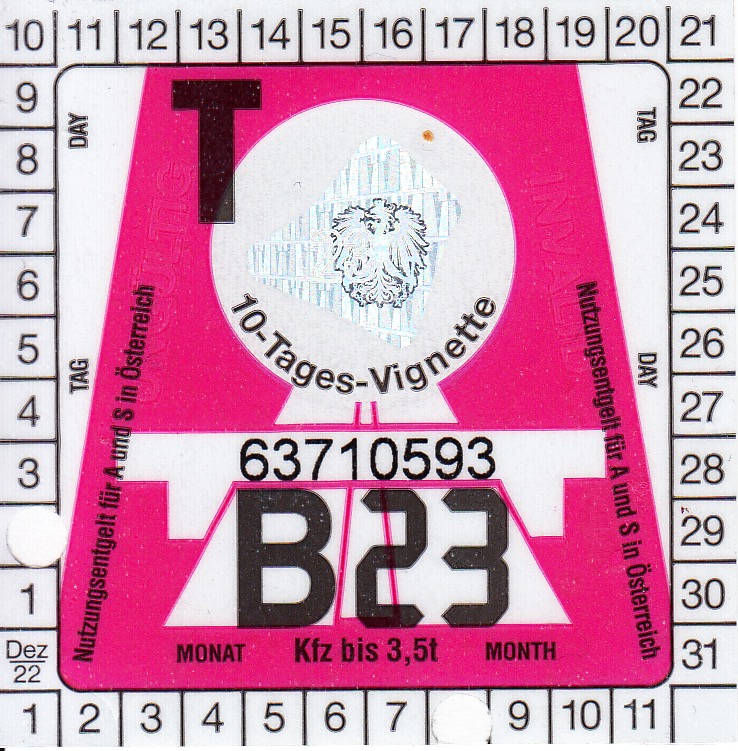 10 11 12 13 14 15 16 17 18 19 20 21
9
8
7
6
5
4
3
1
Dez
22
DAY
TAG
T
UNGÜLTIG
INVALID
10-Tages-Vignette
TAG
DAY
Nutzungsentgelt für A und S in Österreich
Nutzungsentgelt für A und S in Österreich
63710593
B23
MONAT Kfz bis 3,5t MONTH
22
23
24
25
26
27
28
29
30
31
1 2 3 4 5 6 7 9 10 11